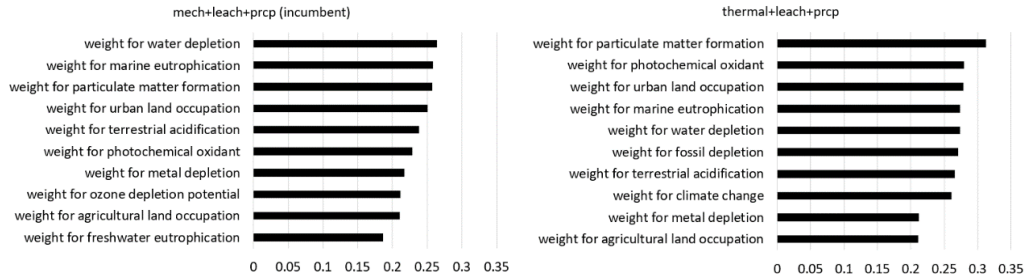 mech+leach+prcp (incumbent)
weight for water depletion
weight for marine eutrophication
weight for particulate matter formation
weight for urban land occupation
weight for terrestrial acidification
weight for photochemical oxidant
weight for metal depletion
weight for ozone depletion potential
weight for agricultural land occupation
weight for freshwater eutrophication
0 0.05 0.1 0.15 0.2 0.25 0.3 0.35
thermal+leach+prcp
weight for particulate matter formation
weight for photochemical oxidant
weight for urban land occupation
weight for marine eutrophication
weight for water depletion
weight for fossil depletion
weight for terrestrial acidification
weight for climate change
weight for metal depletion
weight for agricultural land occupation
0 0.05 0.1 0.15 0.2 0.25 0.3 0.35